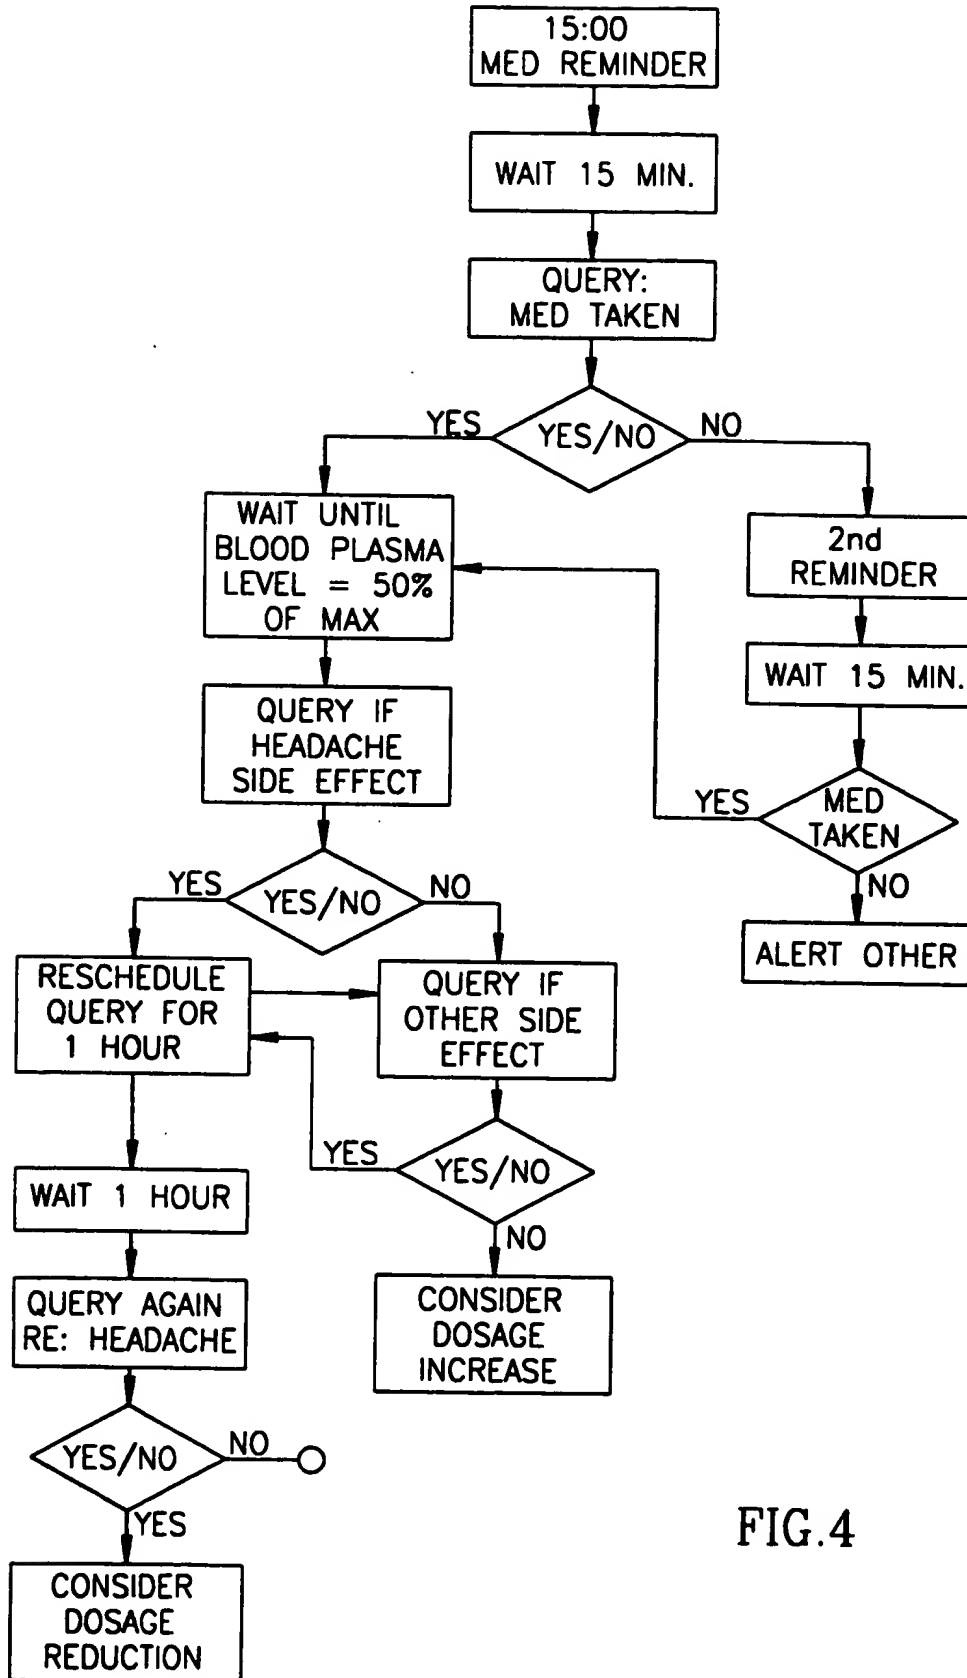 15:00
MED REMINDER
WAIT 15 MIN.
QUERY:
MED TAKEN
YES/NO
YES
NO
WAIT UNTIL
BLOOD PLASMA
LEVEL = 50%
OF MAX
2nd
REMINDER
WAIT 15 MIN.
QUERY IF
HEADACHE
SIDE EFFECT
MED
TAKEN
YES
NO
ALERT OTHER
YES/NO
YES
NO
RESCHEDULE
QUERY FOR
1 HOUR
QUERY IF
OTHER SIDE
EFFECT
YES/NO
YES
NO
WAIT 1 HOUR
CONSIDER
DOSAGE
INCREASE
QUERY AGAIN
RE: HEADACHE
YES/NO
NO
YES
CONSIDER
DOSAGE
REDUCTION
FIG.4